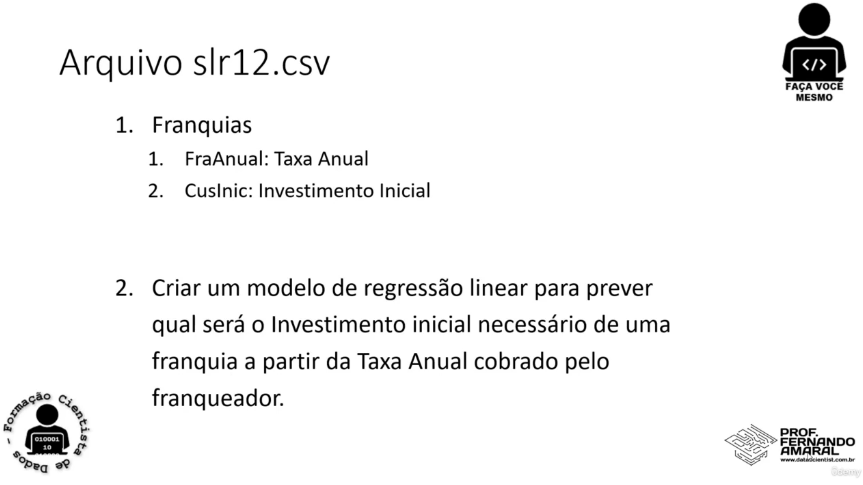 Arquivo slr12.csv
</>
FAÇA VOCÊ
MESMO
1. Franquias
1. FraAnual: Taxa Anual
2. CusInic: Investimento Inicial
2. Criar um modelo de regressão linear para prever
qual será o Investimento inicial necessário de uma
franquia a partir da Taxa Anual cobrado pelo
franqueador.
Formação Cientista
de Dados
010001
10
PROF.
FERNANDO
AMARAL
www.datascientist.com.br
Udemy